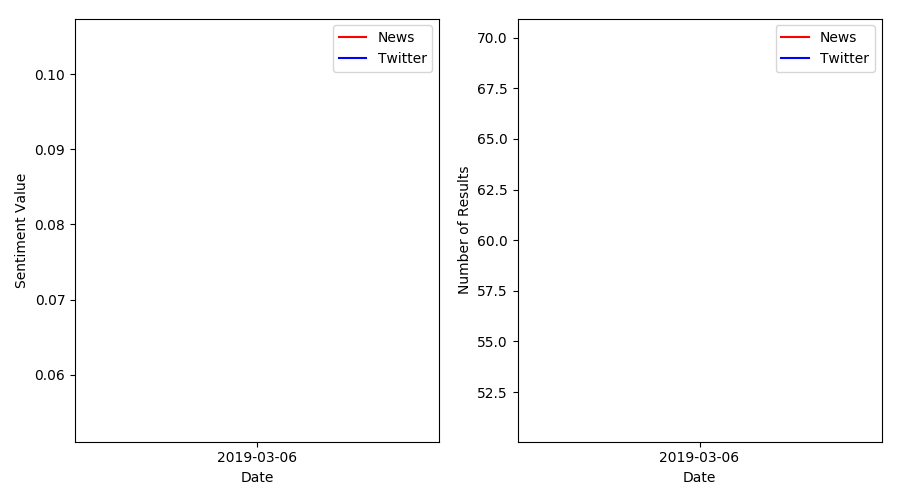 News
Twitter
0.10
0.09
0.08
0.07
0.06
Sentiment Value
2019-03-06
Date
News
Twitter
70.0
67.5
65.0
62.5
60.0
57.5
55.0
52.5
Number of Results
2019-03-06
Date